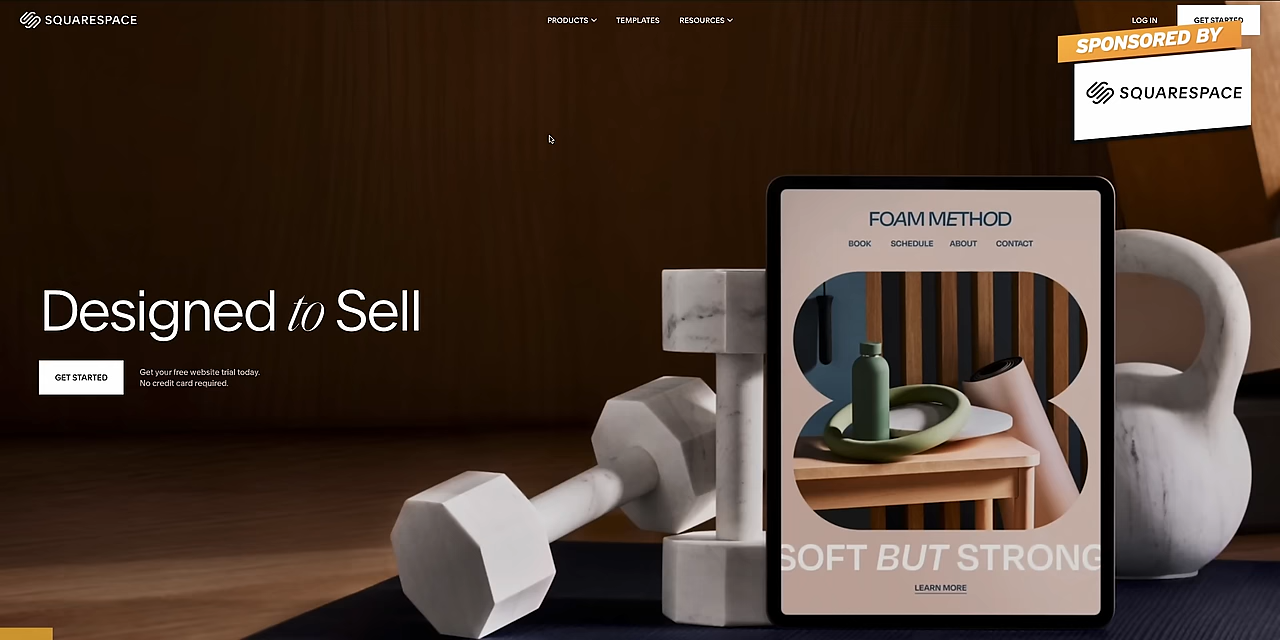 SQUARESPACE
PRODUCTS
TEMPLATES
RESOURCES
LOG IN
GET STARTED
SPONSORED BY
SQUARESPACE
Designed to Sell
GET STARTED
Get your free website trial today.
No credit card required.
FOAM METHOD
BOOK
SCHEDULE
ABOUT
CONTACT
SOFT BUT STRONG
LEARN MORE